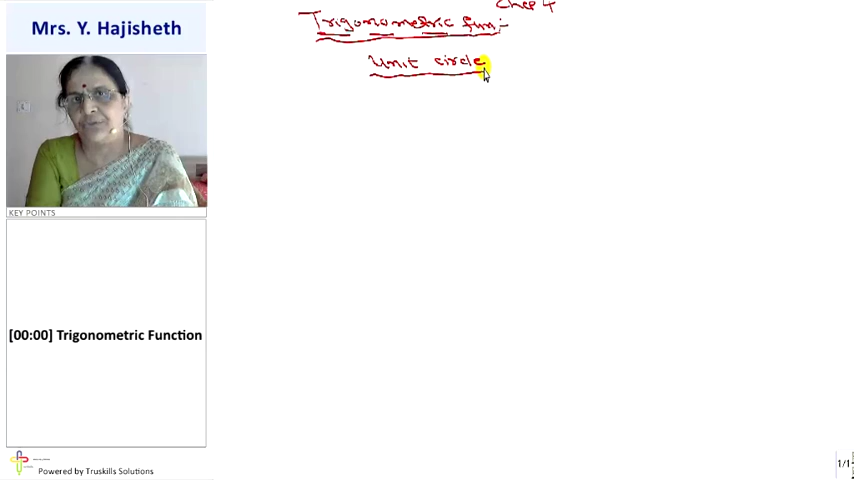 Mrs. Y. Hajisheth
Chap 4
Trigonometric fun:-
Unit circle
KEY POINTS
[00:00] Trigonometric Function
Powered by Truskills Solutions
1/1